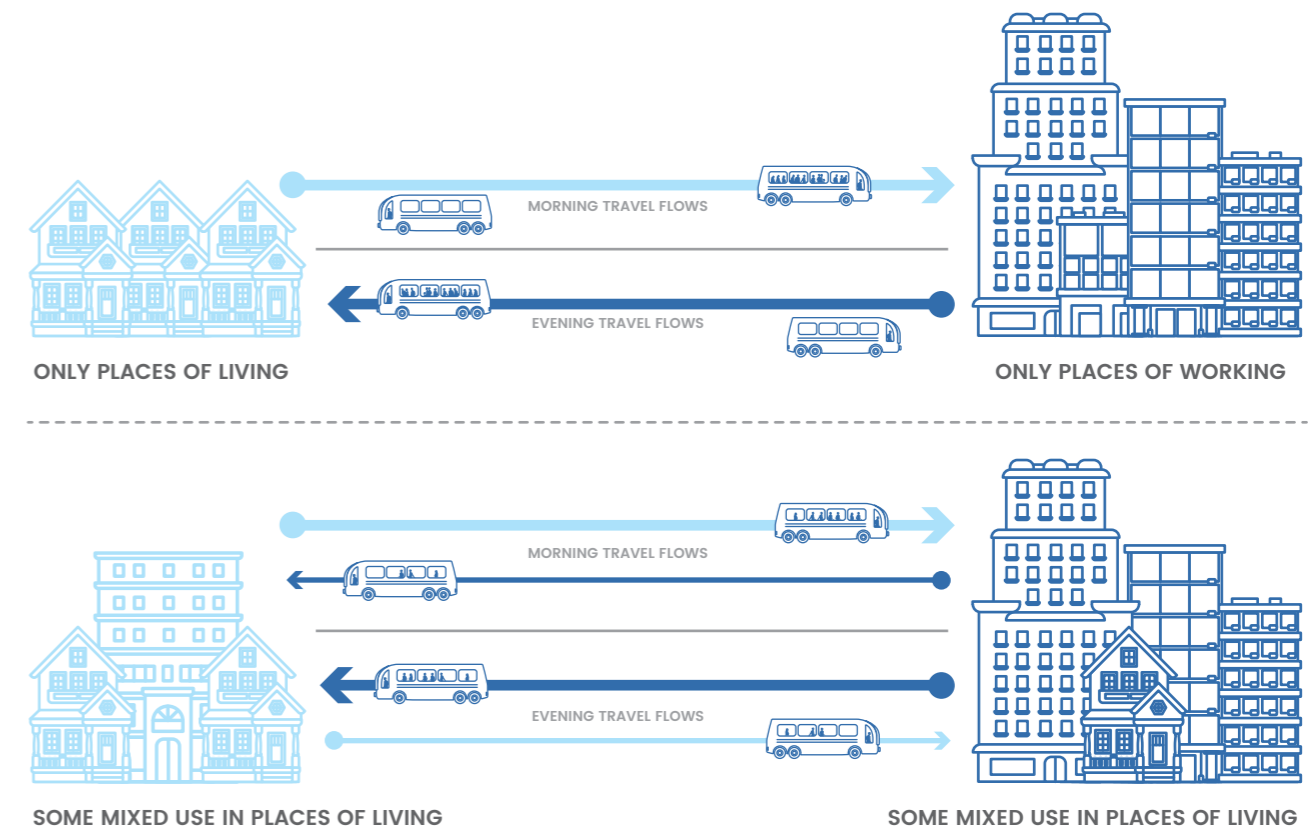 MORNING TRAVEL FLOWS
EVENING TRAVEL FLOWS
ONLY PLACES OF LIVING
ONLY PLACES OF WORKING
MORNING TRAVEL FLOWS
EVENING TRAVEL FLOWS
SOME MIXED USE IN PLACES OF LIVING
SOME MIXED USE IN PLACES OF LIVING